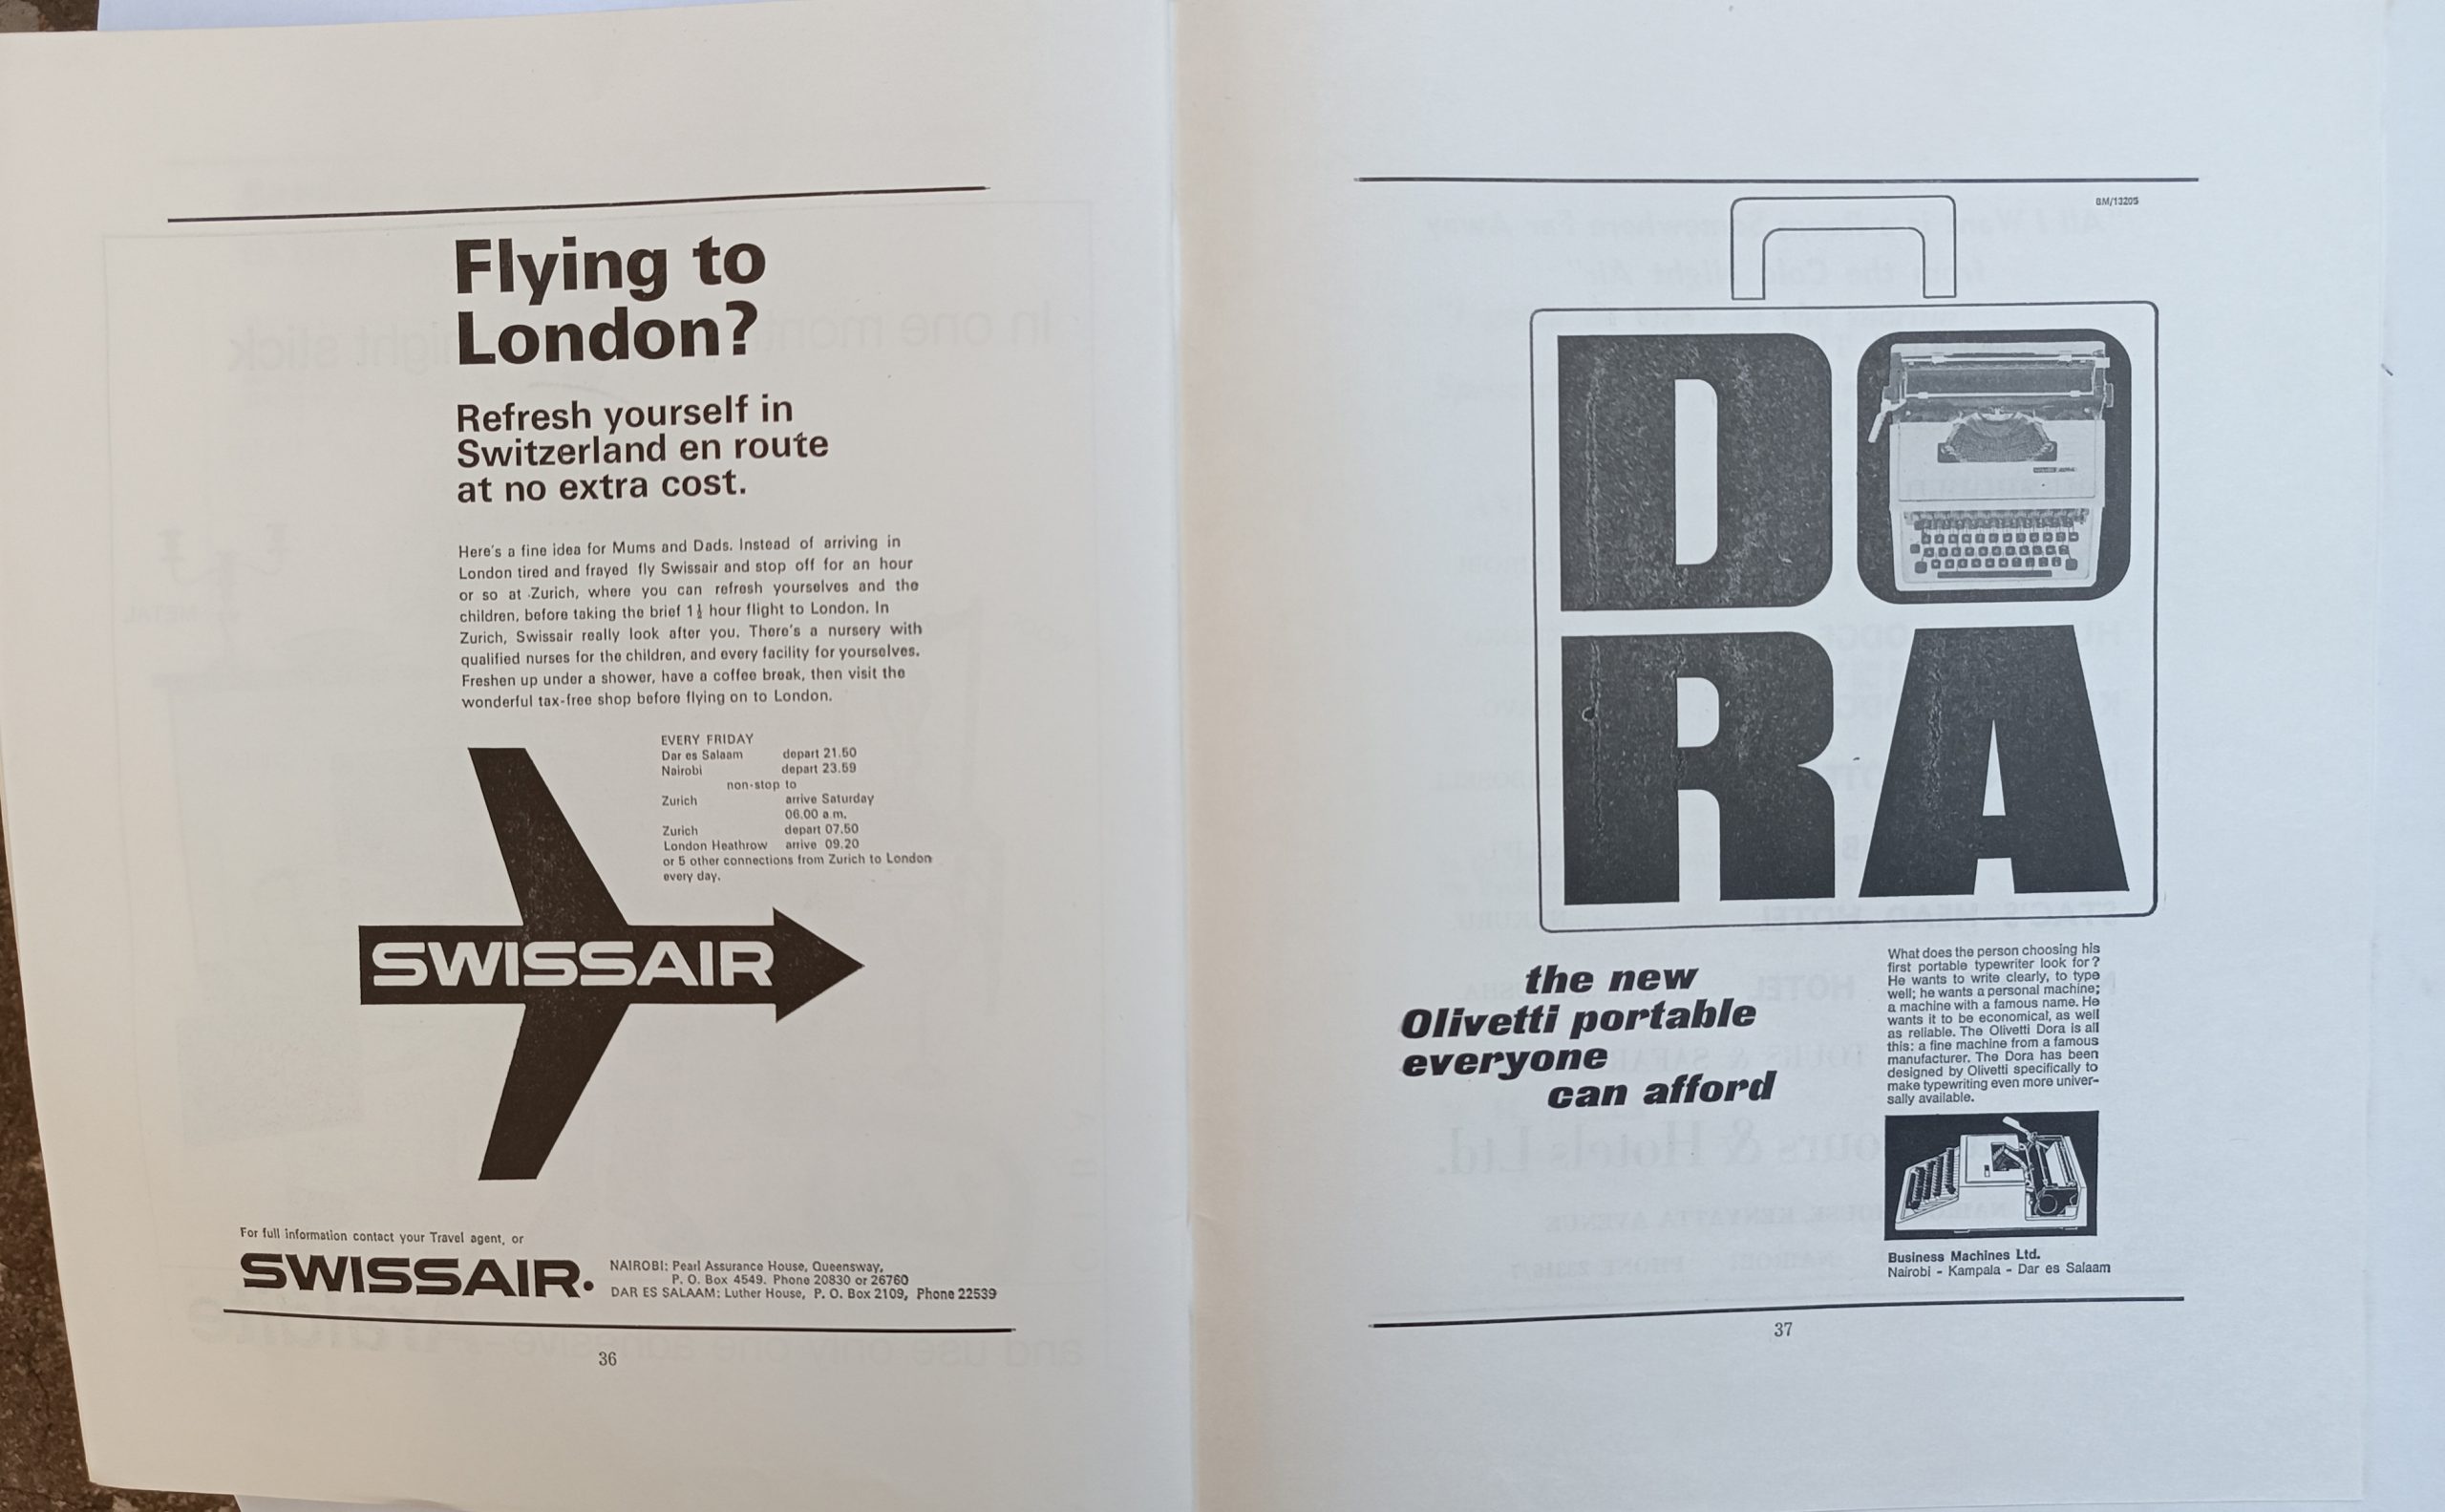 Flying to
London?
Refresh yourself in
Switzerland en route
at no extra cost.
Here's a fine idea for Mums and Dads. Instead of arriving in
London tired and frayed fly Swissair and stop off for an hour
or so at Zurich, where you can refresh yourselves and the
children, before taking the brief 1½ hour flight to London. In
Zurich, Swissair really look after you. There's a nursery with
qualified nurses for the children, and every facility for yourselves.
Freshen up under a shower, have a coffee break, then visit the
wonderful tax-free shop before flying on to London.
EVERY FRIDAY
Dar es Salaam depart 21.50
Nairobi depart 23.59
non-stop to
Zurich arrive Saturday
06.00 a.m.
Zurich depart 07.50
London Heathrow arrive 09.20
or 5 other connections from Zurich to London
every day.
SWISSAIR
For full information contact your Travel agent, or
SWISSAIR.
NAIROBI: Pearl Assurance House, Queensway,
P. O. Box 4549. Phone 20830 or 26760
DAR ES SALAAM: Luther House, P. O. Box 2109, Phone 22539
36
BM/13205
DO
RA
the new
Olivetti portable
everyone
can afford
What does the person choosing his
first portable typewriter look for?
He wants to write clearly, to type
well; he wants a personal machine;
a machine with a famous name. He
wants it to be economical, as well
as reliable. The Olivetti Dora is all
this: a fine machine from a famous
manufacturer. The Dora has been
designed by Olivetti specifically to
make typewriting even more univer-
sally available.
Business Machines Ltd.
Nairobi - Kampala - Dar es Salaam
37